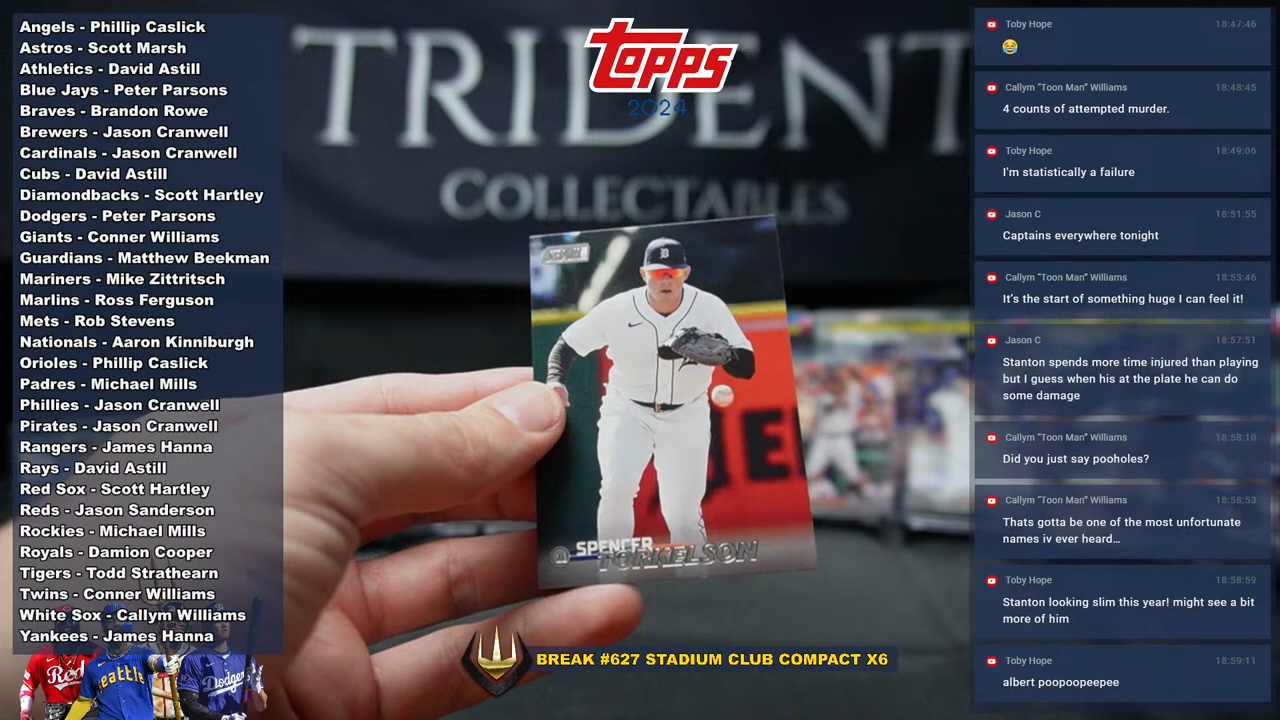 Angels - Phillip Caslick
Astros - Scott Marsh
Athletics - David Astill
Blue Jays - Peter Parsons
Braves - Brandon Rowe
Brewers - Jason Cranwell
Cardinals - Jason Cranwell
Cubs - David Astill
Diamondbacks - Scott Hartley
Dodgers - Peter Parsons
Giants - Conner Williams
Guardians - Matthew Beekman
Mariners - Mike Zittritsch
Marlins - Ross Ferguson
Mets - Rob Stevens
Nationals - Aaron Kinniburgh
Orioles - Phillip Caslick
Padres - Michael Mills
Phillies - Jason Cranwell
Pirates - Jason Cranwell
Rangers - James Hanna
Rays - David Astill
Red Sox - Scott Hartley
Reds - Jason Sanderson
Rockies - Michael Mills
Royals - Damion Cooper
Tigers - Todd Strathearn
Twins - Conner Williams
White Sox - Callym Williams
Yankees - James Hanna
Reds
Seattle
Dodgers
TRIDENT
COLLECTABLES
Topps
2024
D
SPENCER
TORKELSON
BREAK #627 STADIUM CLUB COMPACT X6
Toby Hope 18:47:46
😂
Callym "Toon Man" Williams 18:48:45
4 counts of attempted murder.
Toby Hope 18:49:06
I'm statistically a failure
Jason C 18:51:55
Captains everywhere tonight
Callym "Toon Man" Williams 18:53:46
It's the start of something huge I can feel it!
Jason C 18:57:51
Stanton spends more time injured than playing
but I guess when his at the plate he can do
some damage
Callym "Toon Man" Williams 18:58:10
Did you just say pooholes?
Callym "Toon Man" Williams 18:58:53
Thats gotta be one of the most unfortunate
names iv ever heard...
Toby Hope 18:58:59
Stanton looking slim this year! might see a bit
more of him
Toby Hope 18:59:11
albert poopoopeepee